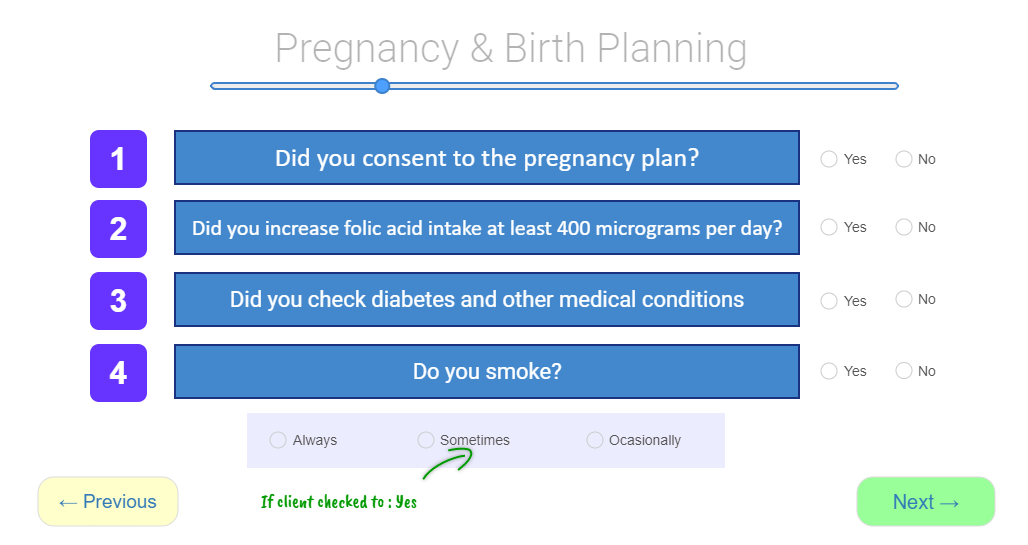 Pregnancy & Birth Planning
1 Did you consent to the pregnancy plan? Yes No
2 Did you increase folic acid intake at least 400 micrograms per day? Yes No
3 Did you check diabetes and other medical conditions Yes No
4 Do you smoke? Yes No
Always Sometimes Ocasionally
← Previous If client checked to : Yes Next →